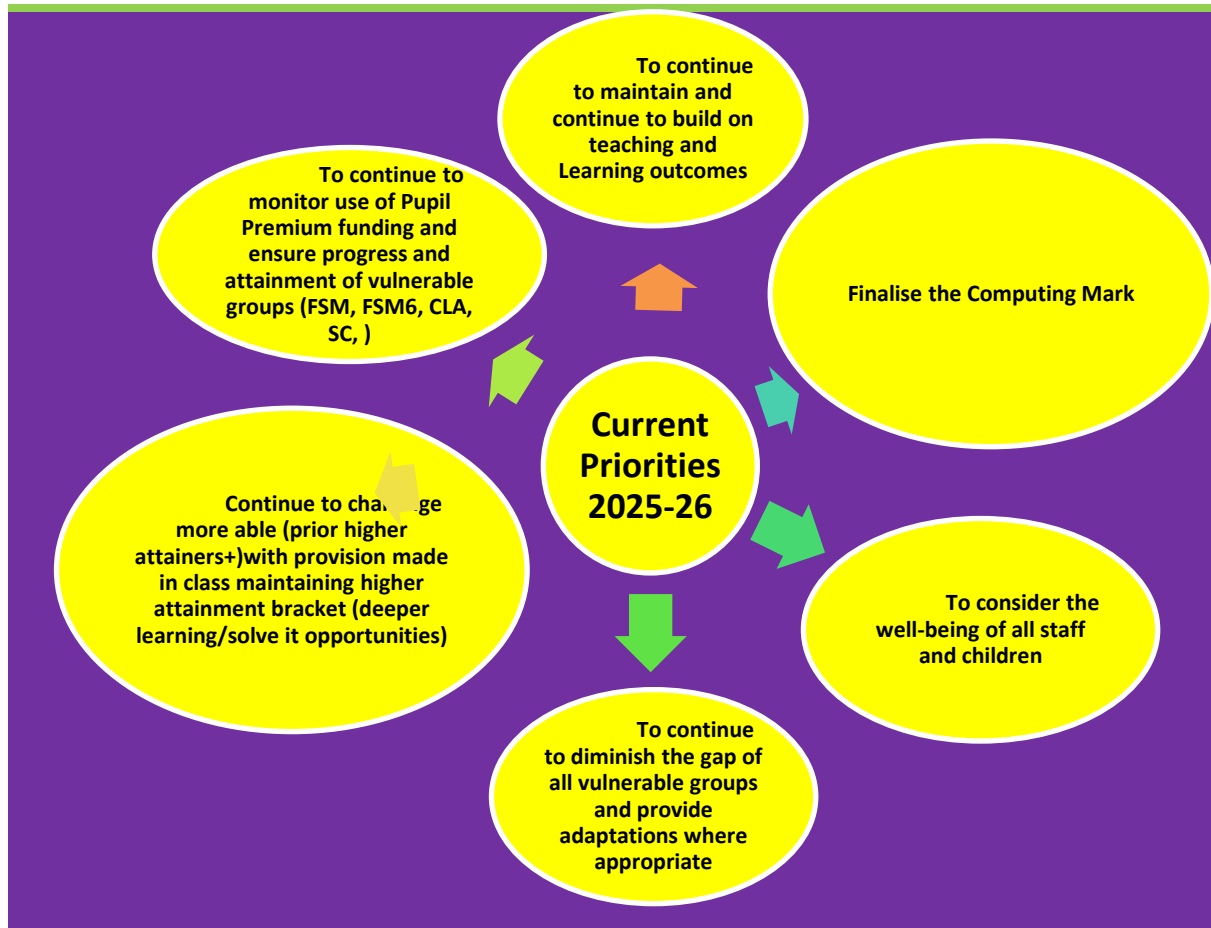 Current
Priorities
2025-26
To continue
to maintain and
continue to build on
teaching and
Learning outcomes
Finalise the Computing Mark
To consider the
well-being of all staff
and children
To continue
to diminish the gap of
all vulnerable groups
and provide
adaptations where
appropriate
Continue to challenge
more able (prior higher
attainers+)with provision made
in class maintaining higher
attainment bracket (deeper
learning/solve it opportunities)
To continue to
monitor use of Pupil
Premium funding and
ensure progress and
attainment of vulnerable
groups (FSM, FSM6, CLA,
SC, )